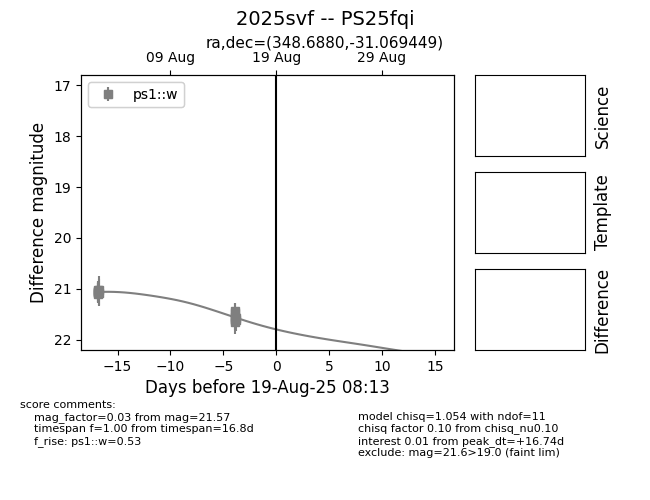 2025svf -- PS25fqi
ra,dec=(348.6880,-31.069449)
09 Aug 19 Aug 29 Aug
ps1::w
17
18
19
20
21
22
Difference magnitude
−15 −10 −5 0 5 10 15
Days before 19-Aug-25 08:13
Science
Template
Difference
score comments:
mag_factor=0.03 from mag=21.57
timespan f=1.00 from timespan=16.8d
f_rise: ps1::w=0.53
model chisq=1.054 with ndof=11
chisq factor 0.10 from chisq_nu0.10
interest 0.01 from peak_dt=+16.74d
exclude: mag=21.6>19.0 (faint lim)